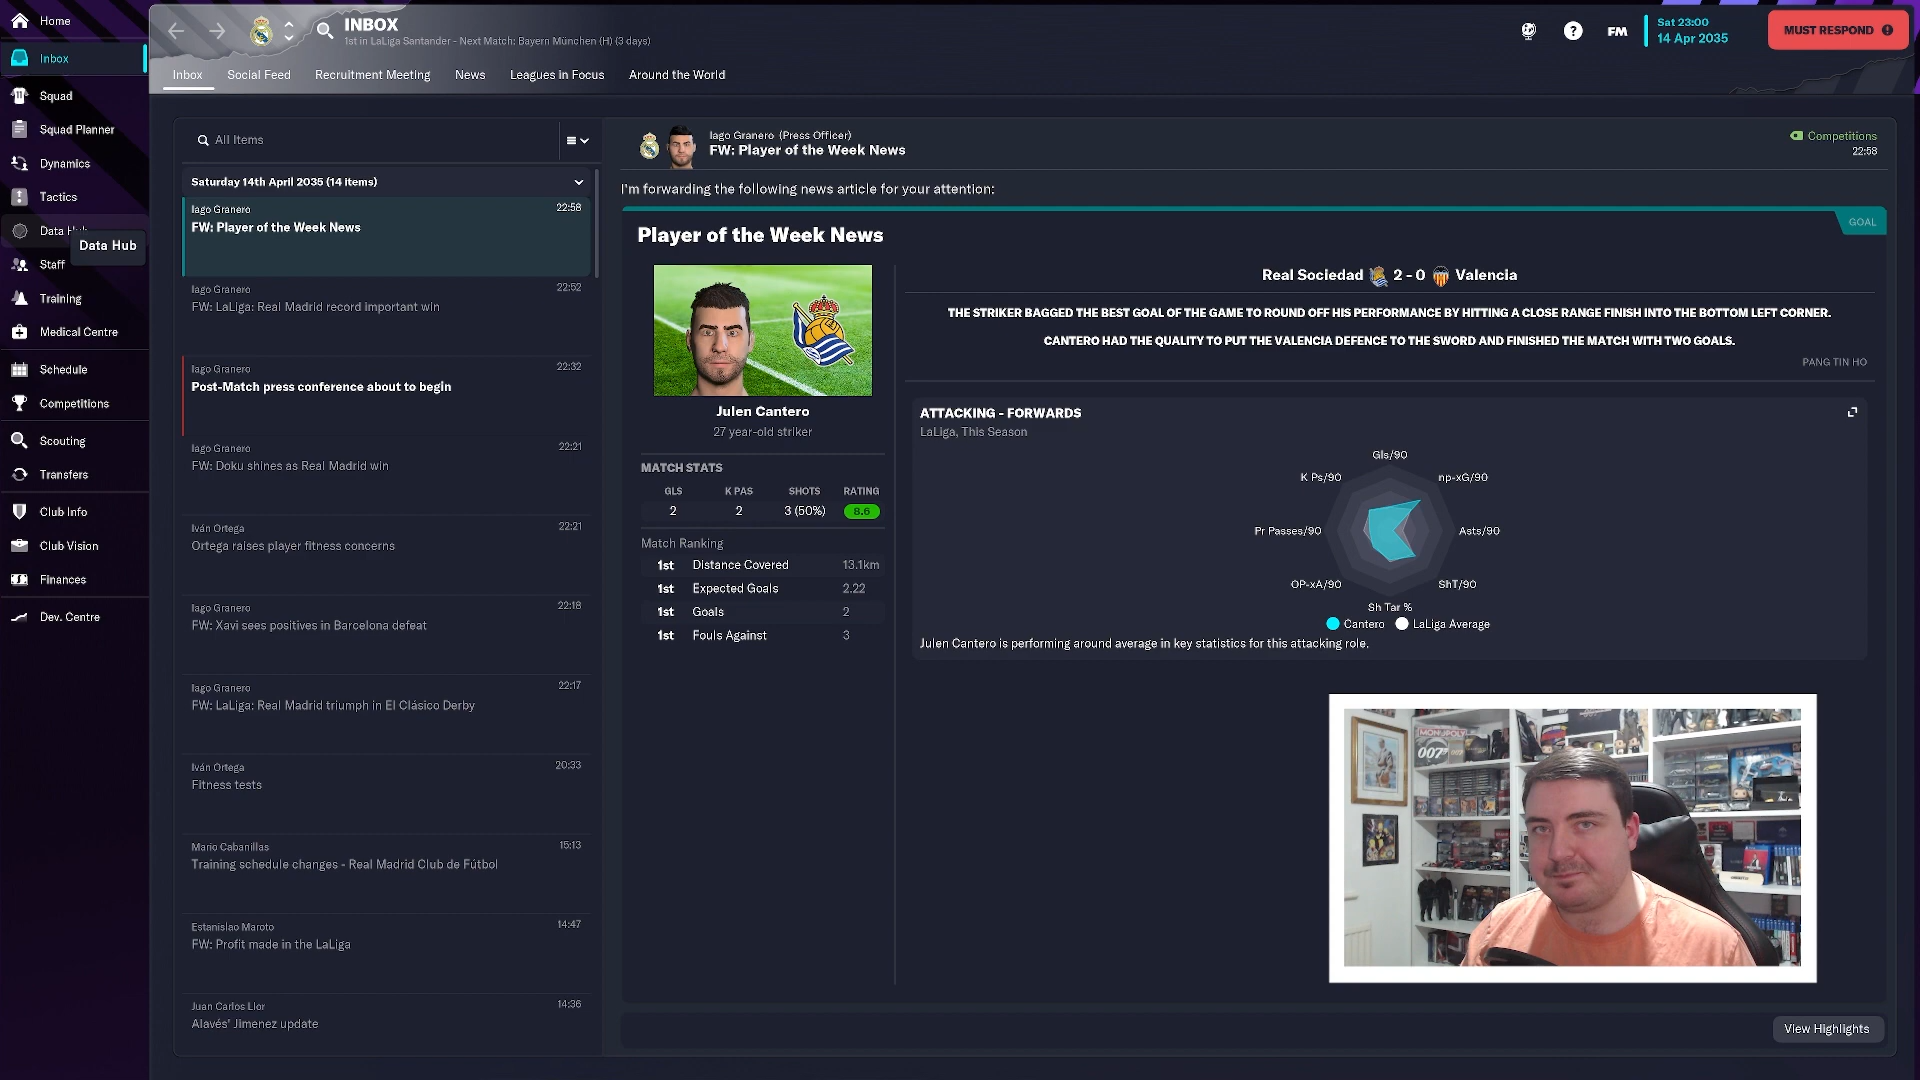 Home
Inbox
Squad
Squad Planner
Dynamics
Tactics
Data Hub
Data Hub
Staff
Training
Medical Centre
Schedule
Competitions
Scouting
Transfers
Club Info
Club Vision
Finances
Dev. Centre
INBOX
1st in LaLiga Santander - Next Match: Bayern München (H) (3 days)
FM
Sat 23:00
14 Apr 2035
MUST RESPOND
Inbox
Social Feed
Recruitment Meeting
News
Leagues in Focus
Around the World
All Items
Saturday 14th April 2035 (14 items)
Iago Granero 22:58
FW: Player of the Week News
Iago Granero 22:52
FW: LaLiga: Real Madrid record important win
Iago Granero 22:32
Post-Match press conference about to begin
Iago Granero 22:21
FW: Doku shines as Real Madrid win
Iván Ortega 22:21
Ortega raises player fitness concerns
Iago Granero 22:18
FW: Xavi sees positives in Barcelona defeat
Iago Granero 22:17
FW: LaLiga: Real Madrid triumph in El Clásico Derby
Iván Ortega 20:33
Fitness tests
Mario Cabanillas 15:13
Training schedule changes - Real Madrid Club de Fútbol
Estanislao Maroto 14:47
FW: Profit made in the LaLiga
Juan Carlos Llor 14:36
Alavés' Jimenez update
Iago Granero (Press Officer)
FW: Player of the Week News
Competitions
22:58
I'm forwarding the following news article for your attention:
GOAL
Player of the Week News
Julen Cantero
27 year-old striker
MATCH STATS
GLS K PAS SHOTS RATING
2 2 3 (50%) 8.6
Match Ranking
1st Distance Covered 13.1km
1st Expected Goals 2.22
1st Goals 2
1st Fouls Against 3
Real Sociedad 2 - 0 Valencia
THE STRIKER BAGGED THE BEST GOAL OF THE GAME TO ROUND OFF HIS PERFORMANCE BY HITTING A CLOSE RANGE FINISH INTO THE BOTTOM LEFT CORNER.
CANTERO HAD THE QUALITY TO PUT THE VALENCIA DEFENCE TO THE SWORD AND FINISHED THE MATCH WITH TWO GOALS.
PANG TIN HO
ATTACKING - FORWARDS
LaLiga, This Season
Gls/90
K Ps/90
np-xG/90
Pr Passes/90
Asts/90
OP-xA/90
ShT/90
Sh Tar %
Cantero LaLiga Average
Julen Cantero is performing around average in key statistics for this attacking role.
MONOPOLY
007
View Highlights